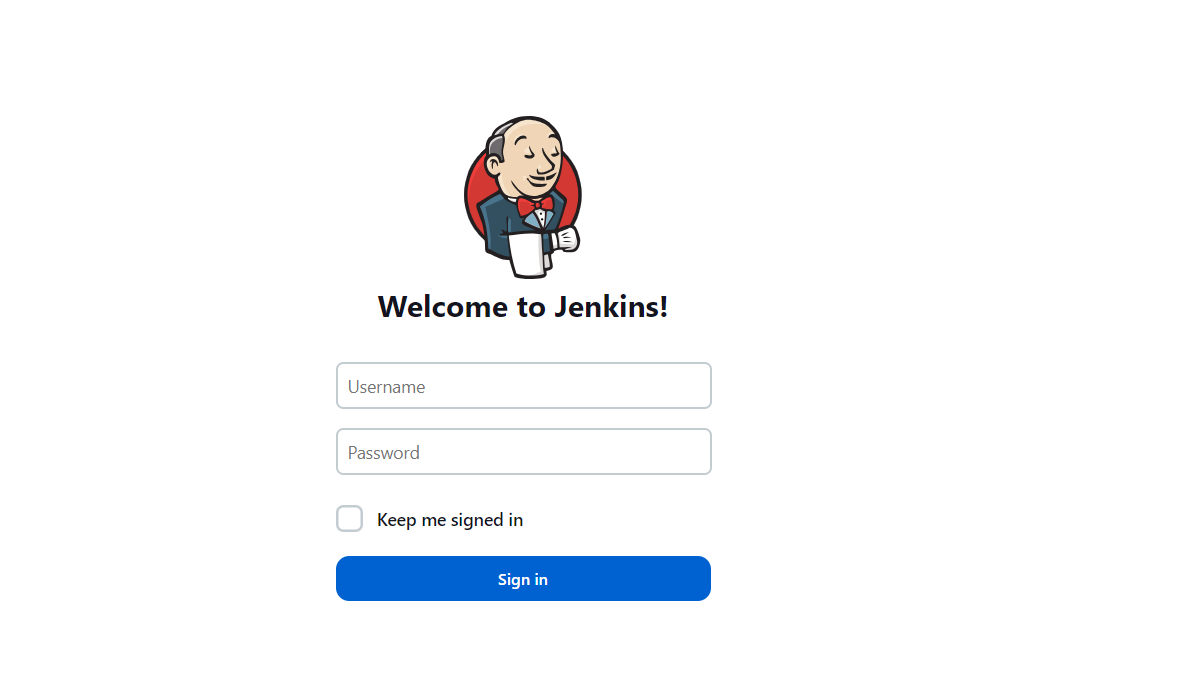 Welcome to Jenkins!
Username
Password
Keep me signed in
Sign in